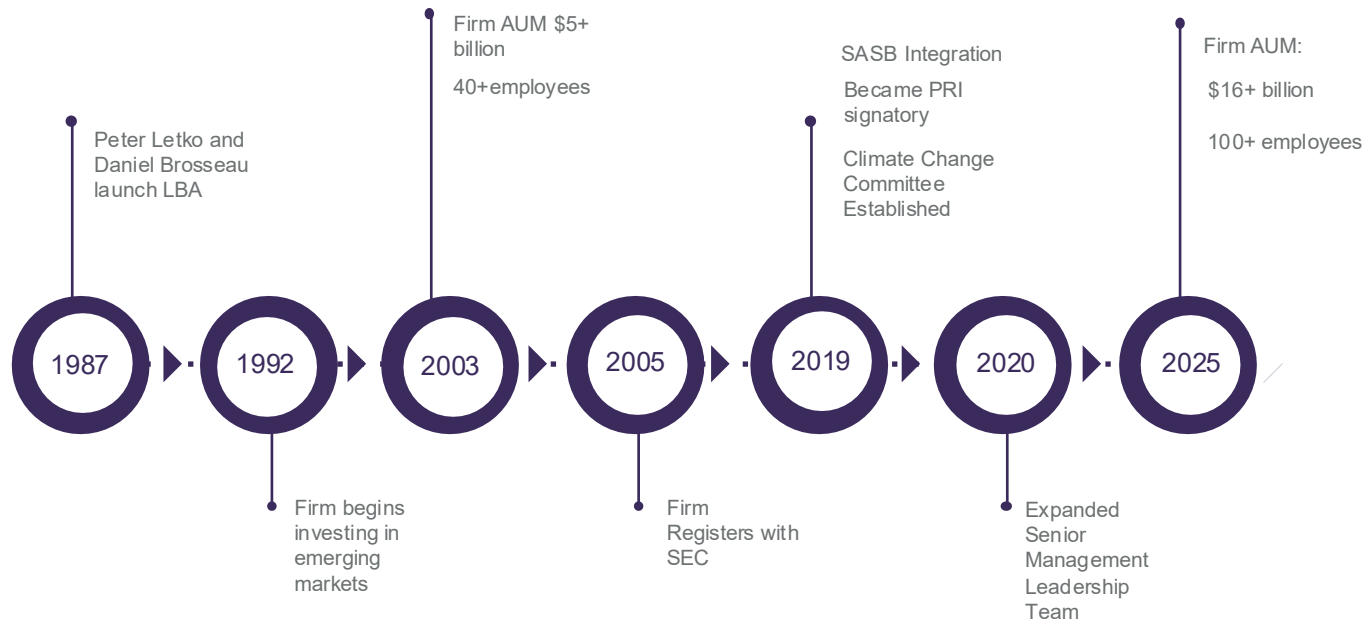 Peter Letko and
Daniel Brosseau
launch LBA
Firm AUM $5+
billion
40+employees
SASB Integration
Became PRI
signatory
Climate Change
Committee
Established
Firm AUM:
$16+ billion
100+ employees
1987
1992
2003
2005
2019
2020
2025
Firm begins
investing in
emerging
markets
Firm
Registers with
SEC
Expanded
Senior
Management
Leadership
Team